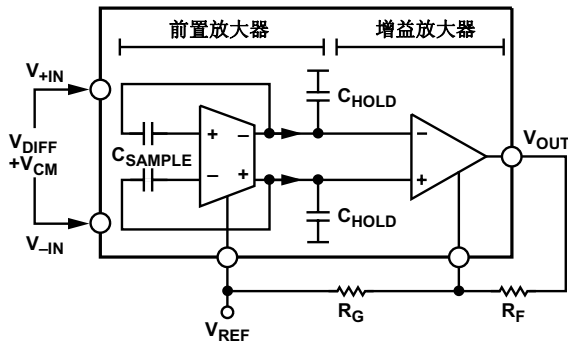 前置放大器
增益放大器
V+IN
VDIFF
+VCM
V–IN
CSAMPLE
+
–
–
+
CHOLD
CHOLD
–
+
VOUT
VREF
RG
RF